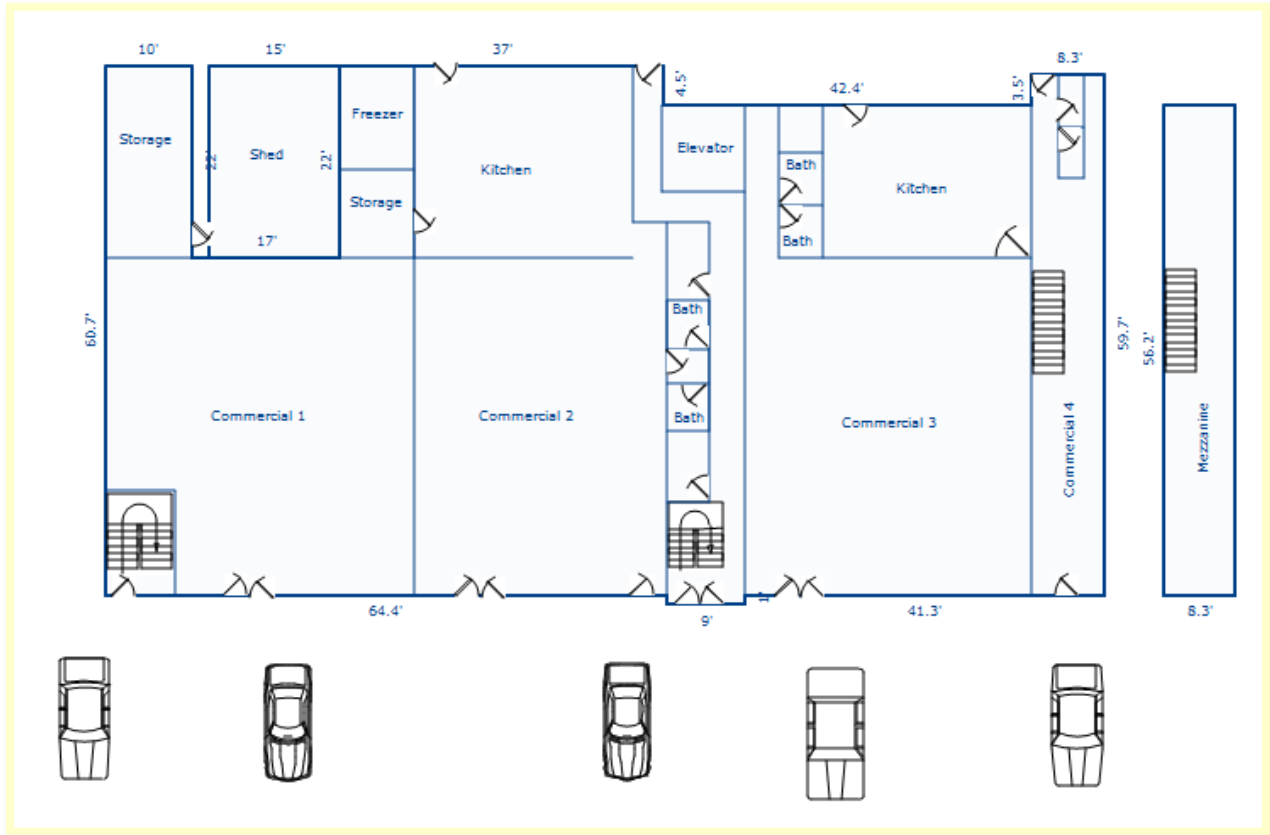 10'
15'
37'
8.3'
4.5'
42.4'
3.5'
Freezer
Storage
Shed
Elevator
22'
22'
Kitchen
Bath
Kitchen
Storage
17'
Bath
60.7'
Bath
59.7'
56.2'
Commercial 1
Commercial 2
Bath
Commercial 3
Commercial 4
Mezzanine
64.4'
9'
1'
41.3'
8.3'